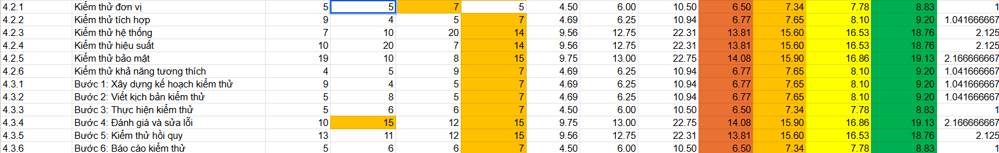 4.2.1 Kiểm thử đơn vị 5 5 7 5 4.50 6.00 10.50 6.50 7.34 7.78 8.83 1
4.2.2 Kiểm thử tích hợp 9 4 5 7 4.69 6.25 10.94 6.77 7.65 8.10 9.20 1.041666667
4.2.3 Kiểm thử hệ thống 7 10 20 14 9.56 12.75 22.31 13.81 15.60 16.53 18.76 2.125
4.2.4 Kiểm thử hiệu suất 10 20 7 14 9.56 12.75 22.31 13.81 15.60 16.53 18.76 2.125
4.2.5 Kiểm thử bảo mật 19 10 8 15 9.75 13.00 22.75 14.08 15.90 16.86 19.13 2.166666667
4.2.6 Kiểm thử khả năng tương thích 4 5 9 7 4.69 6.25 10.94 6.77 7.65 8.10 9.20 1.041666667
4.3.1 Bước 1: Xây dựng kế hoạch kiểm thử 9 4 5 7 4.69 6.25 10.94 6.77 7.65 8.10 9.20 1.041666667
4.3.2 Bước 2: Viết kịch bản kiểm thử 5 8 5 7 4.69 6.25 10.94 6.77 7.65 8.10 9.20 1.041666667
4.3.3 Bước 3: Thực hiện kiểm thử 5 6 6 7 4.50 6.00 10.50 6.50 7.34 7.78 8.83 1
4.3.4 Bước 4: Đánh giá và sửa lỗi 10 15 12 15 9.75 13.00 22.75 14.08 15.90 16.86 19.13 2.166666667
4.3.5 Bước 5: Kiểm thử hồi quy 13 11 12 15 9.56 12.75 22.31 13.81 15.60 16.53 18.76 2.125
4.3.6 Bước 6: Báo cáo kiểm thử 5 6 6 7 4.50 6.00 10.50 6.50 7.34 7.78 8.83 1